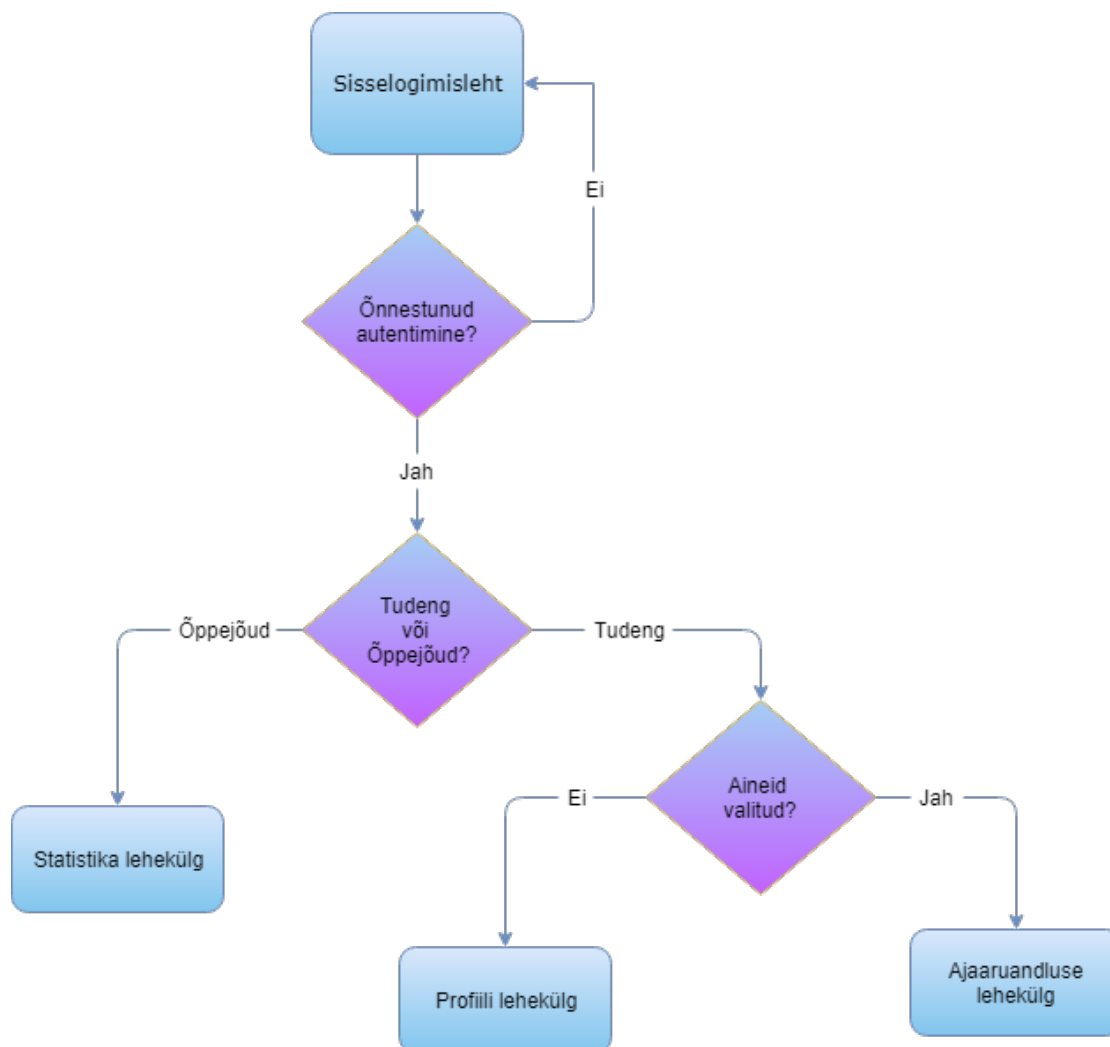 Sisselogimisleht
Ei
Õnnestunud
autentimine?
Jah
Tudeng
või
Õppejõud?
Õppejõud
Tudeng
Aineid
valitud?
Ei
Jah
Statistika lehekülg
Profiili lehekülg
Ajaaruandluse
lehekülg